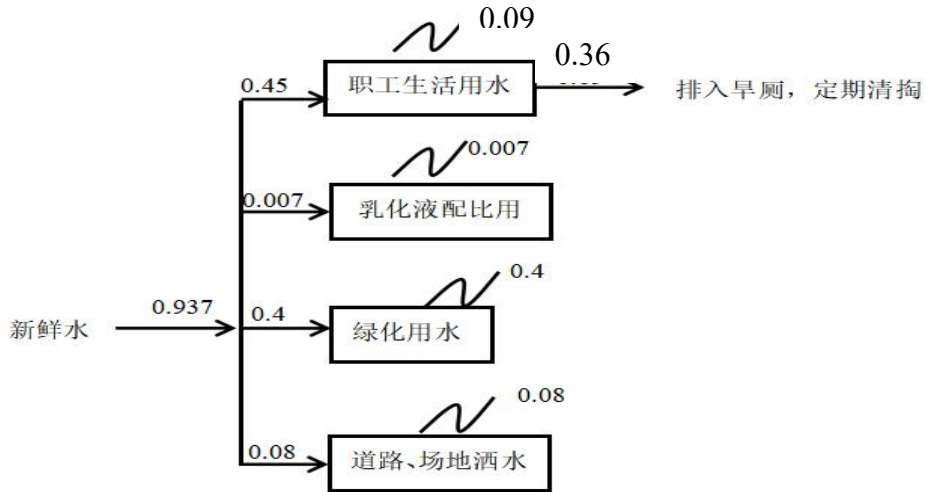 0.09
0.36
0.45
职工生活用水
排入旱厕，定期清掏
0.007
0.007
乳化液配比用
0.4
0.937
0.4
新鲜水
绿化用水
0.08
0.08
道路、场地洒水